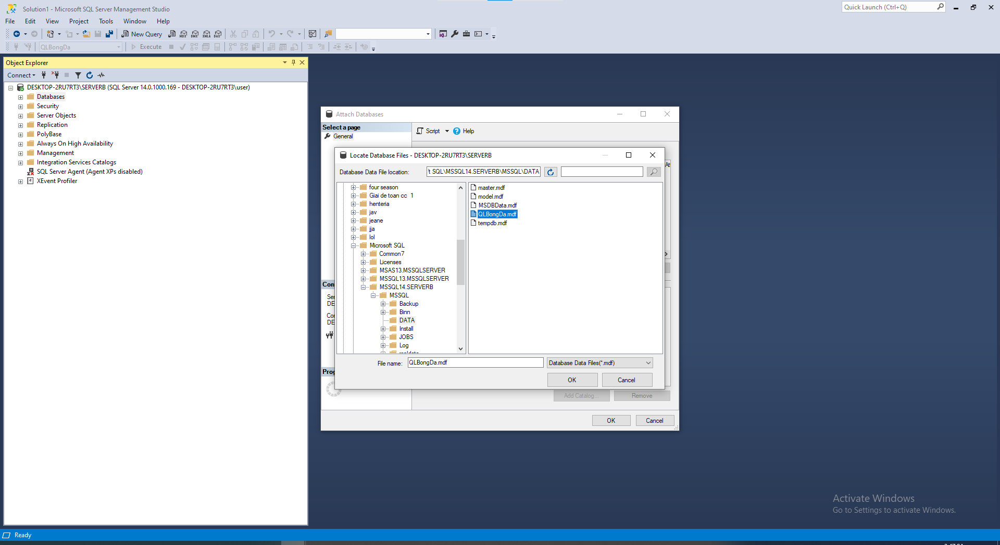 Solution1 - Microsoft SQL Server Management Studio
Quick Launch (Ctrl+Q)
File Edit View Project Tools Window Help
New Query
MDX DMX XMLA DAX
QLBongDa Execute
Object Explorer
Connect
DESKTOP-2RU7RT3\SERVERB (SQL Server 14.0.1000.169 - DESKTOP-2RU7RT3\user)
Databases
Security
Server Objects
Replication
PolyBase
Always On High Availability
Management
Integration Services Catalogs
SQL Server Agent (Agent XPs disabled)
XEvent Profiler
Attach Databases
Select a page
General
Script Help
Locate Database Files - DESKTOP-2RU7RT3\SERVERB
Database Data File location: t SQL\MSSQL14.SERVERB\MSSQL\DATA
At
four season
Giai de toan cc 1
henteria
jav
jeane
jja
lol
Microsoft SQL
Common7
Licenses
MSAS13.MSSQLSERVER
MSSQL13.MSSQLSERVER
MSSQL14.SERVERB
MSSQL
Backup
Binn
DATA
Install
JOBS
Log
master.mdf
model.mdf
MSDBData.mdf
QLBongDa.mdf
tempdb.mdf
Con
Ser
DE
Con
DE
Prog
File name: QLBongDa.mdf Database Data Files(*.mdf)
OK Cancel
Add Catalog... Remove
OK Cancel
Activate Windows
Go to Settings to activate Windows.
Ready